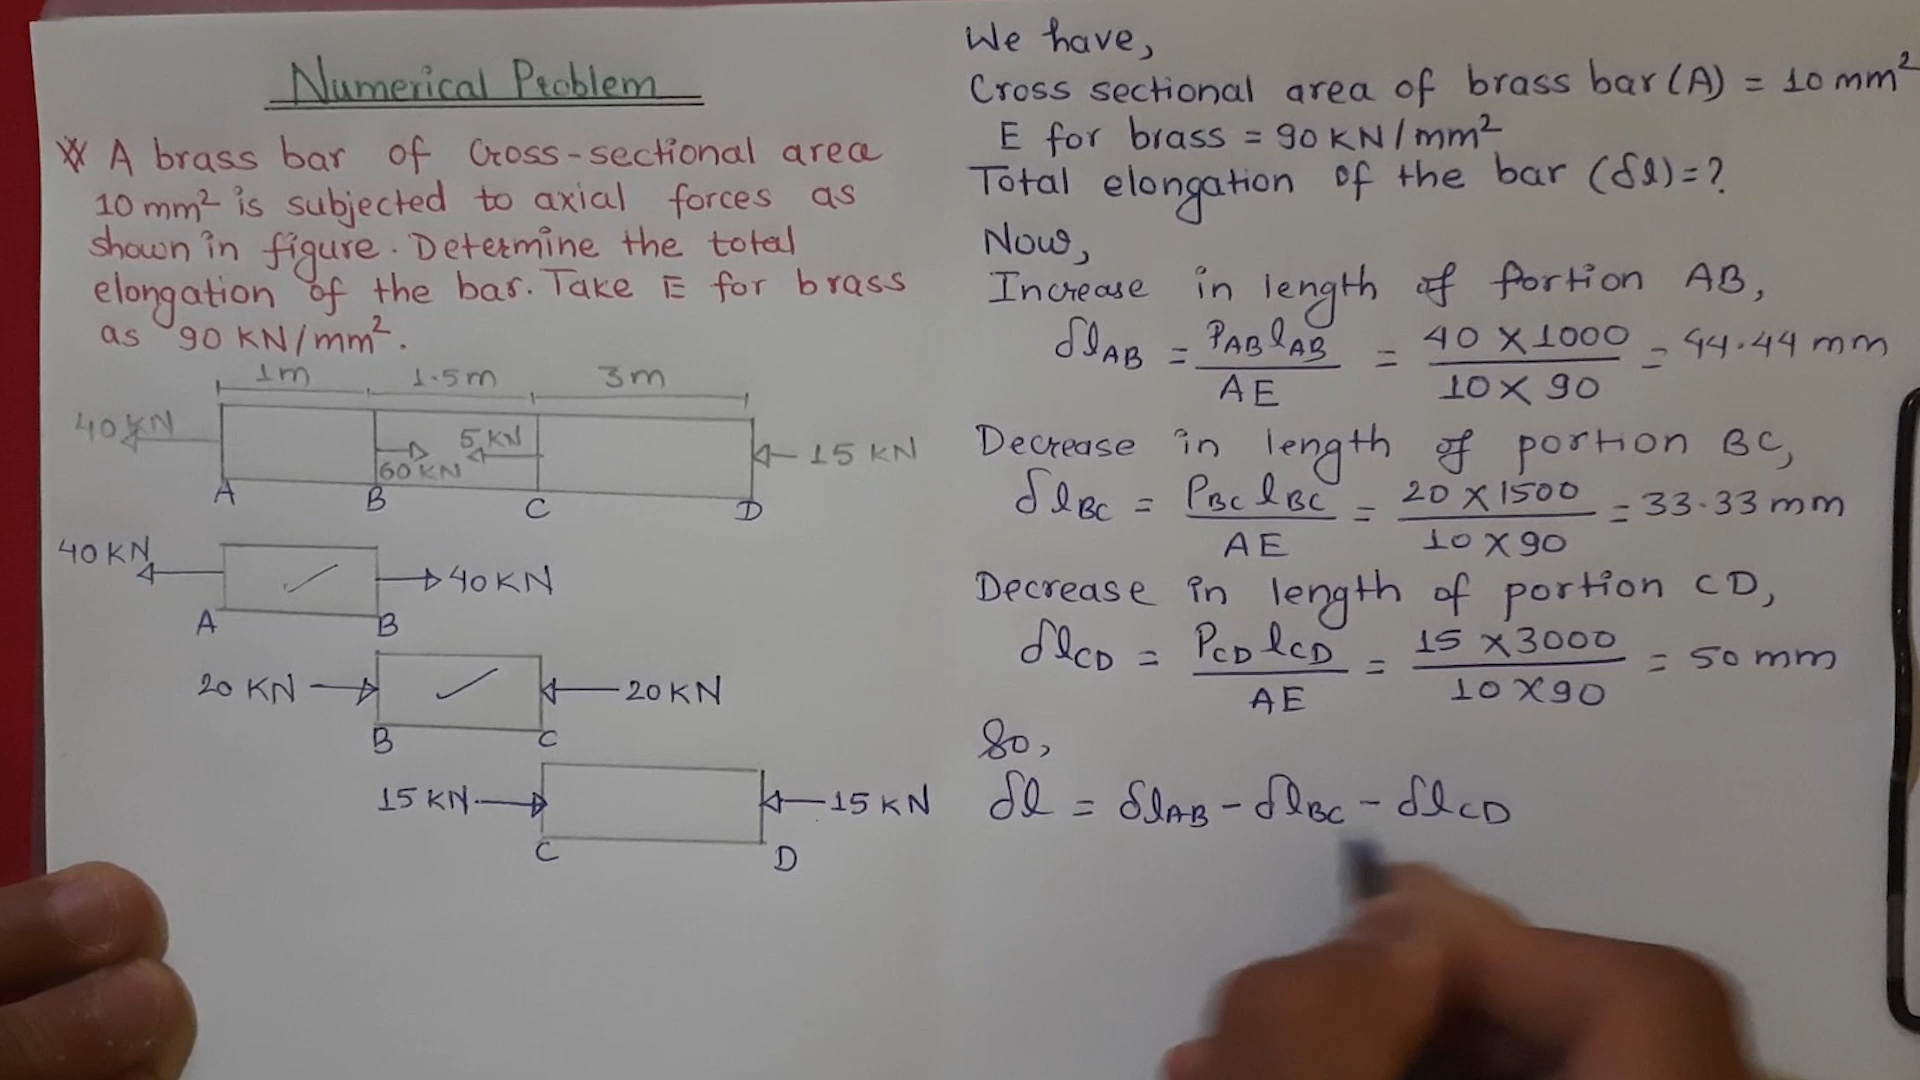 Numerical Problem
* A brass bar of cross-sectional area
10 mm² is subjected to axial forces as
shown in figure. Determine the total
elongation of the bar. Take E for brass
as 90 KN/mm².
1m 1.5m 3m
40 KN 60 KN 5 KN 15 KN
A B C D
40 KN 40 KN
A B
20 KN 20 KN
B C
15 KN 15 KN
C D
We have,
Cross sectional area of brass bar (A) = 10 mm²
E for brass = 90 KN/mm²
Total elongation of the bar (δl) = ?
Now,
Increase in length of portion AB,
δl_AB = P_AB l_AB / AE = 40 × 1000 / 10 × 90 = 44.44 mm
Decrease in length of portion BC,
δl_BC = P_BC l_BC / AE = 20 × 1500 / 10 × 90 = 33.33 mm
Decrease in length of portion CD,
δl_CD = P_CD l_CD / AE = 15 × 3000 / 10 × 90 = 50 mm
So,
δl = δl_AB - δl_BC - δl_CD